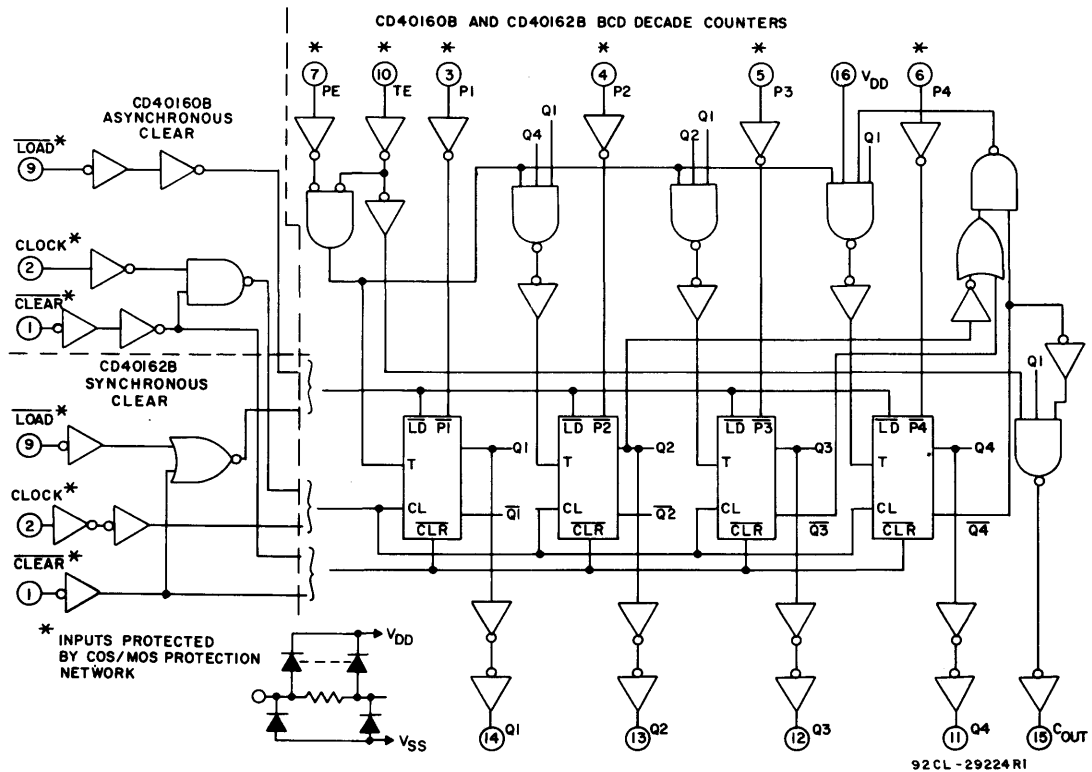 CD40160B AND CD40162B BCD DECADE COUNTERS
* * * * * *
7 10 3 4 5 16 VDD 6
PE TE P1 P2 P3 P4
CD40160B
ASYNCHRONOUS
CLEAR
LOAD*
9
Q4 Q1
Q2 Q1
Q1
CLOCK*
2
CLEAR*
1
CD40162B
SYNCHRONOUS
CLEAR
Q1
LOAD*
9
LD P1
LD P2
LD P3
LD P4
Q1 Q2 Q3 Q4
T T T T
CLOCK*
2
CL CL CL CL
Q1 Q2 Q3 Q4
CLR CLR CLR CLR
CLEAR*
1
* INPUTS PROTECTED
BY COS/MOS PROTECTION
NETWORK
VDD
VSS
14 Q1
13 Q2
12 Q3
11 Q4
15 COUT
92CL-29224R1